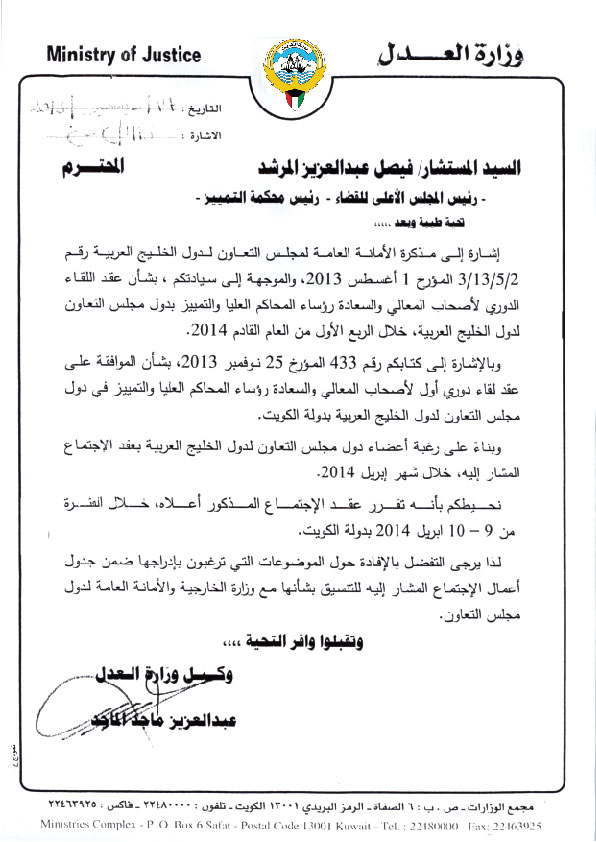 Ministry of Justice
وزارة العـــدل
التاريخ :
الاشارة :
السيد المستشار/ فيصل عبدالعزيز المرشد المحتـــرم
- رئيس المجلس الأعلى للقضاء - رئيس محكمة التمييز -
تحية طيبة وبعد .....
إشارة إلى مذكرة الأمانة العامة لمجلس التعاون لدول الخليج العربية رقم
3/13/5/2 المؤرخ 1 أغسطس 2013، والموجهة إلى سيادتكم ، بشأن عقد اللقاء
الدوري لأصحاب المعالي والسعادة رؤساء المحاكم العليا والتمييز بدول مجلس التعاون
لدول الخليج العربية، خلال الربع الأول من العام القادم 2014.
وبالإشارة إلى كتابكم رقم 433 المؤرخ 25 نوفمبر 2013، بشأن الموافقة على
عقد لقاء دوري أول لأصحاب المعالي والسعادة رؤساء المحاكم العليا والتمييز في دول
مجلس التعاون لدول الخليج العربية بدولة الكويت.
وبناءً على رغبة أعضاء دول مجلس التعاون لدول الخليج العربية بعقد الإجتماع
المشار إليه، خلال شهر إبريل 2014.
نحيطكم بأنه تقرر عقد الإجتماع المذكور أعلاه، خلال الفترة
من 9 – 10 ابريل 2014 بدولة الكويت.
لذا يرجى التفضل بالإفادة حول الموضوعات التي ترغبون بإدراجها ضمن جدول
أعمال الإجتماع المشار إليه للتنسيق بشأنها مع وزارة الخارجية والأمانة العامة لدول
مجلس التعاون.
وتقبلوا وافر التحية ،،،،
وكـيـل وزارة العـدل
عبدالعزيز ماجد الماجد
نموذج 2
مجمع الوزارات ـ ص . ب : ٦ الصفاة ـ الرمز البريدي ١٣٠٠١ الكويت ـ تلفون : ٢٢٤٨٠٠٠٠ ـ فاكس : ٢٢٤٦٣٩٢٥
Ministries Complex - P. O. Box 6 Safat - Postal Code 13001 Kuwait - Tel. : 22480000 / Fax: 22463925